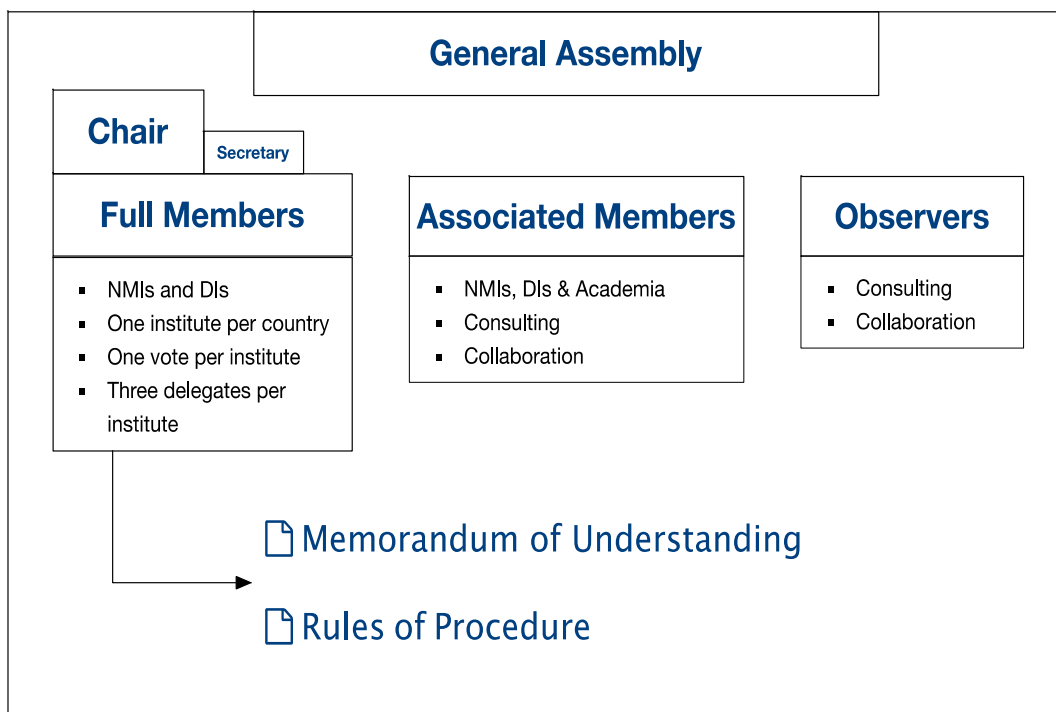 General Assembly
Chair
Secretary
Full Members
▪ NMIs and DIs
▪ One institute per country
▪ One vote per institute
▪ Three delegates per
institute
Associated Members
▪ NMIs, DIs & Academia
▪ Consulting
▪ Collaboration
Observers
▪ Consulting
▪ Collaboration
Memorandum of Understanding
Rules of Procedure